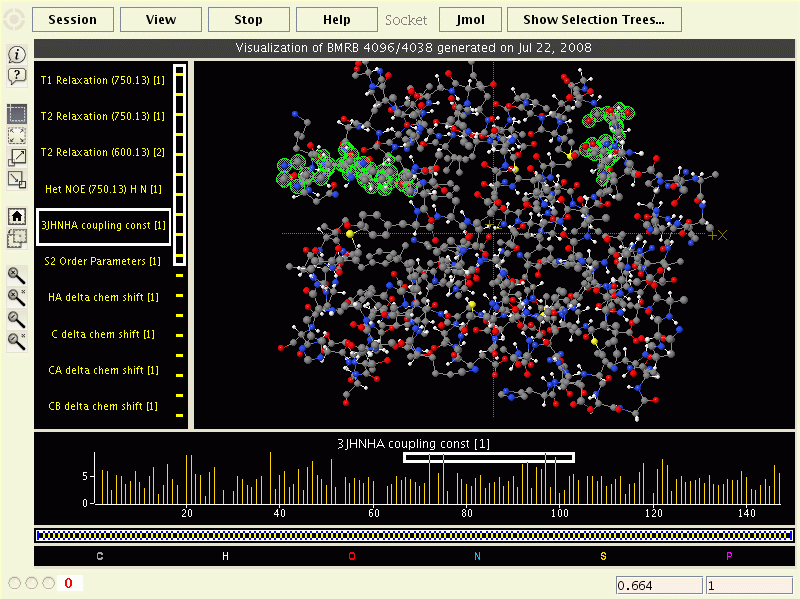 Session View Stop Help Socket Jmol Show Selection Trees...
Visualization of BMRB 4096/4038 generated on Jul 22, 2008
T1 Relaxation (750.13) [1]
T2 Relaxation (750.13) [1]
T2 Relaxation (600.13) [2]
Het NOE (750.13) H N [1]
3JHNHA coupling const [1]
S2 Order Parameters [1]
HA delta chem shift [1]
C delta chem shift [1]
CA delta chem shift [1]
CB delta chem shift [1]
X
3JHNHA coupling const [1]
5
0
20 40 60 80 100 120 140
C H O N S P
0 0.664 1